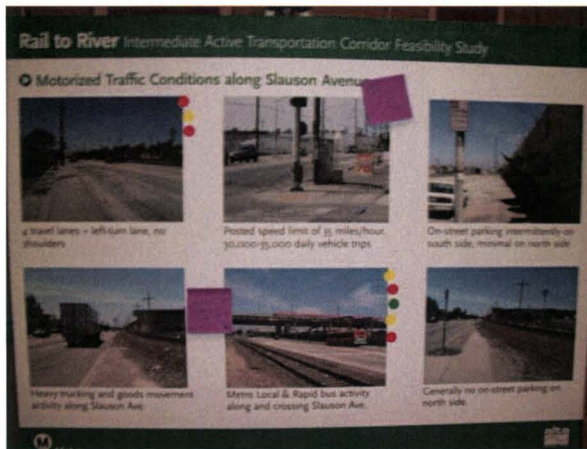 Rail to River Intermediate Active Transportation Corridor Feasibility Study
Motorized Traffic Conditions along Slauson Avenue
4 travel lanes + left-turn lane, no
shoulders
Posted speed limit of 35 miles/hour.
30,000-35,000 daily vehicle trips
On-street parking intermittently on
south side, minimal on north side
Heavy trucking and goods movement
activity along Slauson Ave.
Metro Local & Rapid bus activity
along and crossing Slauson Ave.
Generally no on-street parking on
north side.
M